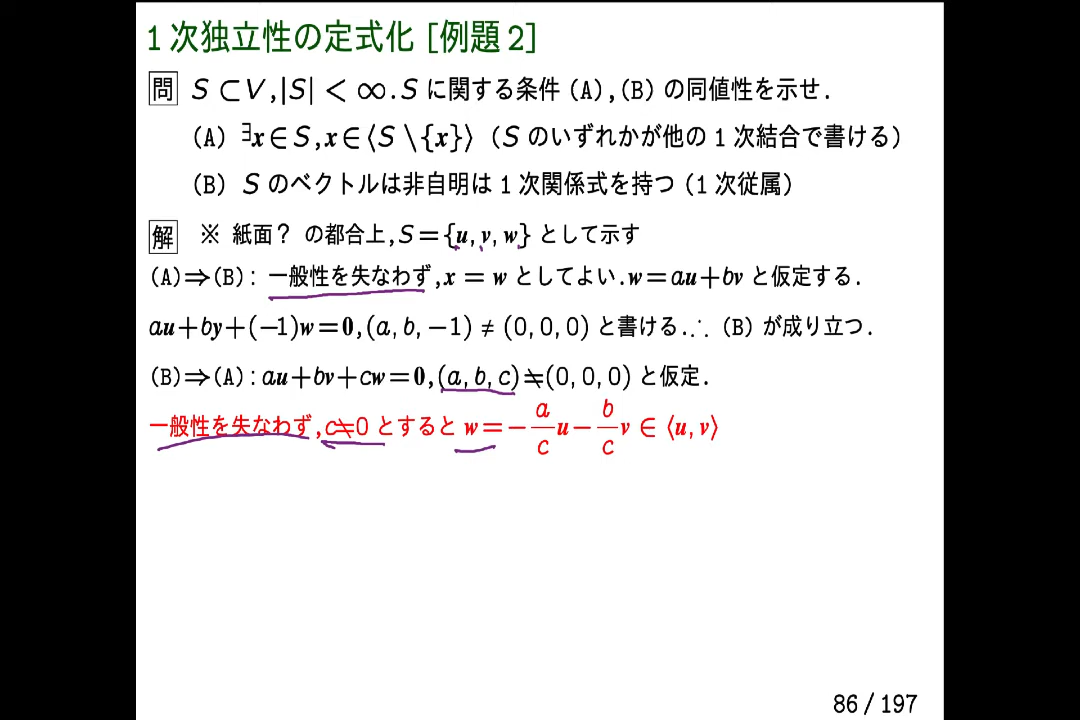 1次独立性の定式化 [例題2]
問 S⊂V,|S| < ∞.S に関する条件 (A),(B) の同値性を示せ.
(A) ∃x∈S,x∈⟨S∖{x}⟩ (S のいずれかが他の 1 次結合で書ける)
(B) S のベクトルは非自明は 1 次関係式を持つ (1 次従属)
解 ※ 紙面? の都合上,S={u,v,w} として示す
(A)⇒(B): 一般性を失なわず,x = w としてよい.w=au+bv と仮定する.
au+by+(−1)w=0,(a,b,−1) ≠ (0,0,0) と書ける.∴ (B) が成り立つ.
(B)⇒(A):au+bv+cw=0,(a,b,c)≒(0,0,0) と仮定.
一般性を失なわず,c≒0 とすると w=−a/c u−b/c v ∈ ⟨u,v⟩
86 / 197